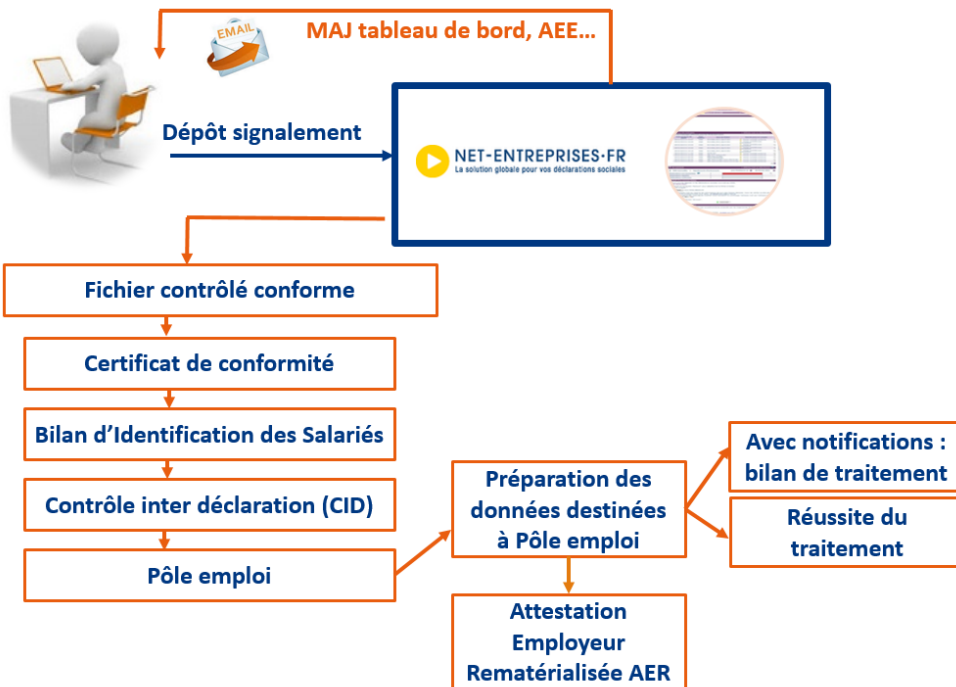 EMAIL
MAJ tableau de bord, AEE...
Dépôt signalement
NET-ENTREPRISES•FR
La solution globale pour vos déclarations sociales
Fichier contrôlé conforme
Certificat de conformité
Bilan d’Identification des Salariés
Contrôle inter déclaration (CID)
Pôle emploi
Préparation des
données destinées
à Pôle emploi
Avec notifications :
bilan de traitement
Réussite du
traitement
Attestation
Employeur
Rematérialisée AER